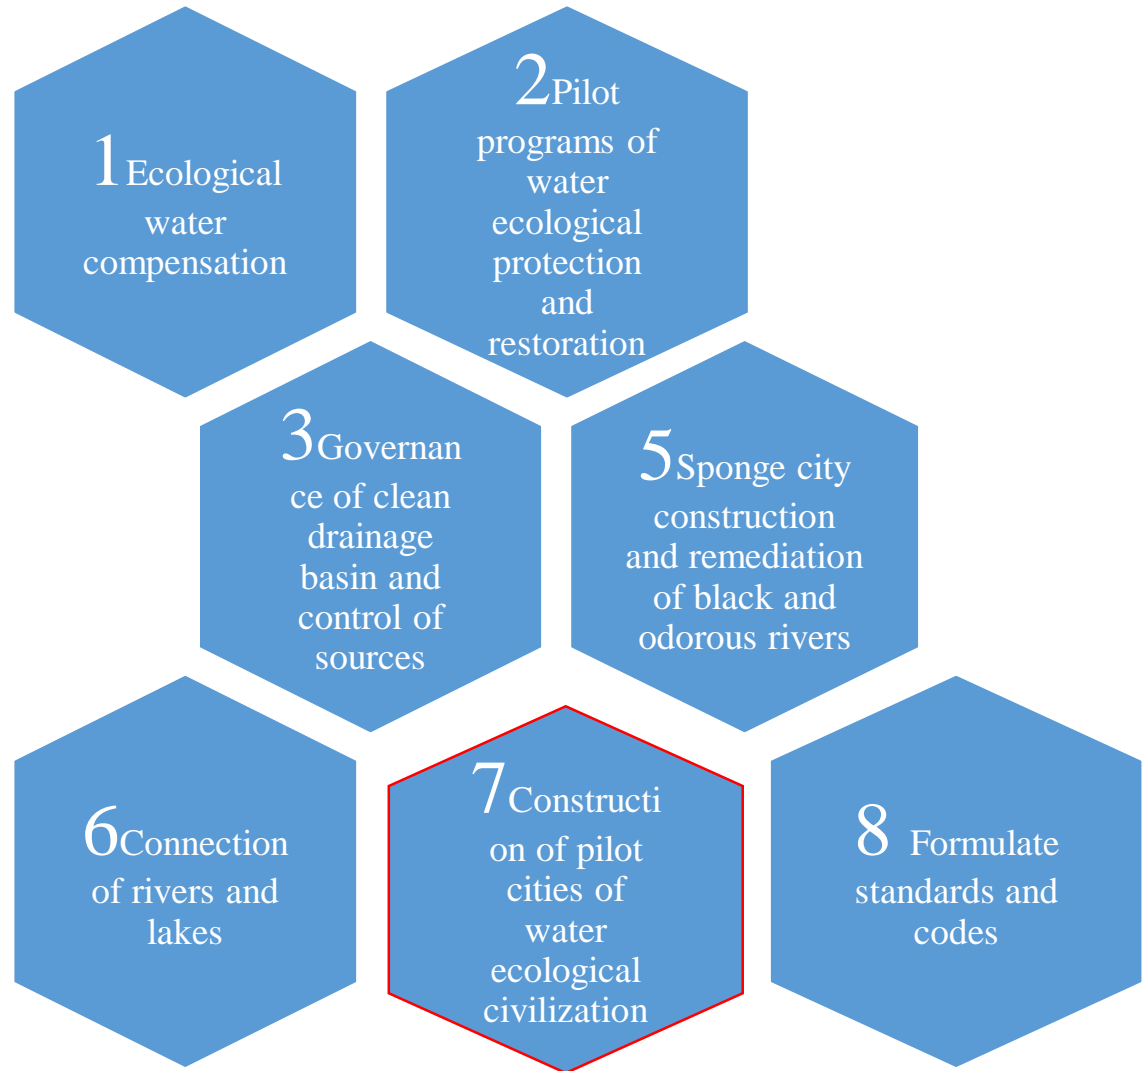 1Ecological
water
compensation
2Pilot
programs of
water
ecological
protection
and
restoration
3Governan
ce of clean
drainage
basin and
control of
sources
5Sponge city
construction
and remediation
of black and
odorous rivers
6Connection
of rivers and
lakes
7Constructi
on of pilot
cities of
water
ecological
civilization
8 Formulate
standards and
codes